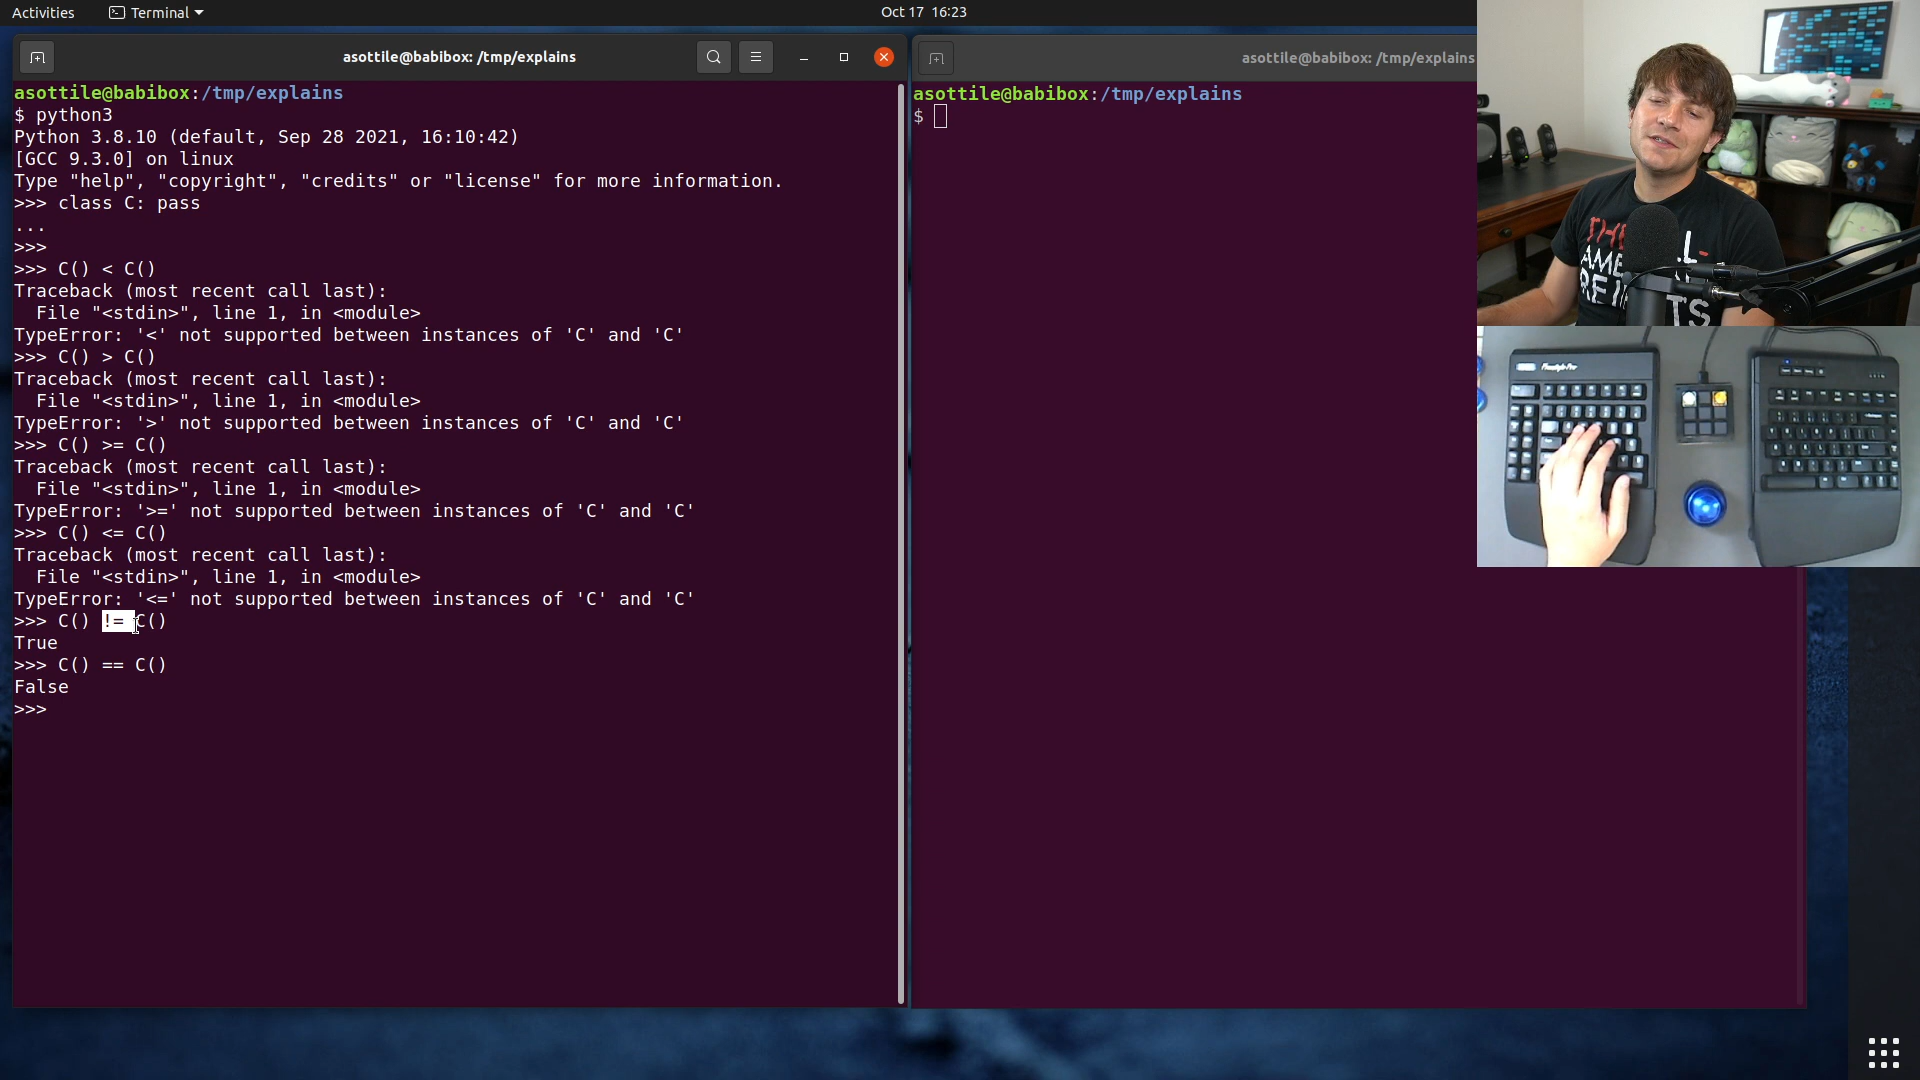 Activities
Terminal
Oct 17 16:23
asottile@babibox: /tmp/explains
asottile@babibox:/tmp/explains
$ python3
Python 3.8.10 (default, Sep 28 2021, 16:10:42)
[GCC 9.3.0] on linux
Type "help", "copyright", "credits" or "license" for more information.
>>> class C: pass
...
>>>
>>> C() < C()
Traceback (most recent call last):
  File "<stdin>", line 1, in <module>
TypeError: '<' not supported between instances of 'C' and 'C'
>>> C() > C()
Traceback (most recent call last):
  File "<stdin>", line 1, in <module>
TypeError: '>' not supported between instances of 'C' and 'C'
>>> C() >= C()
Traceback (most recent call last):
  File "<stdin>", line 1, in <module>
TypeError: '>=' not supported between instances of 'C' and 'C'
>>> C() <= C()
Traceback (most recent call last):
  File "<stdin>", line 1, in <module>
TypeError: '<=' not supported between instances of 'C' and 'C'
>>> C() != C()
True
>>> C() == C()
False
>>>
asottile@babibox: /tmp/explains
asottile@babibox:/tmp/explains
$